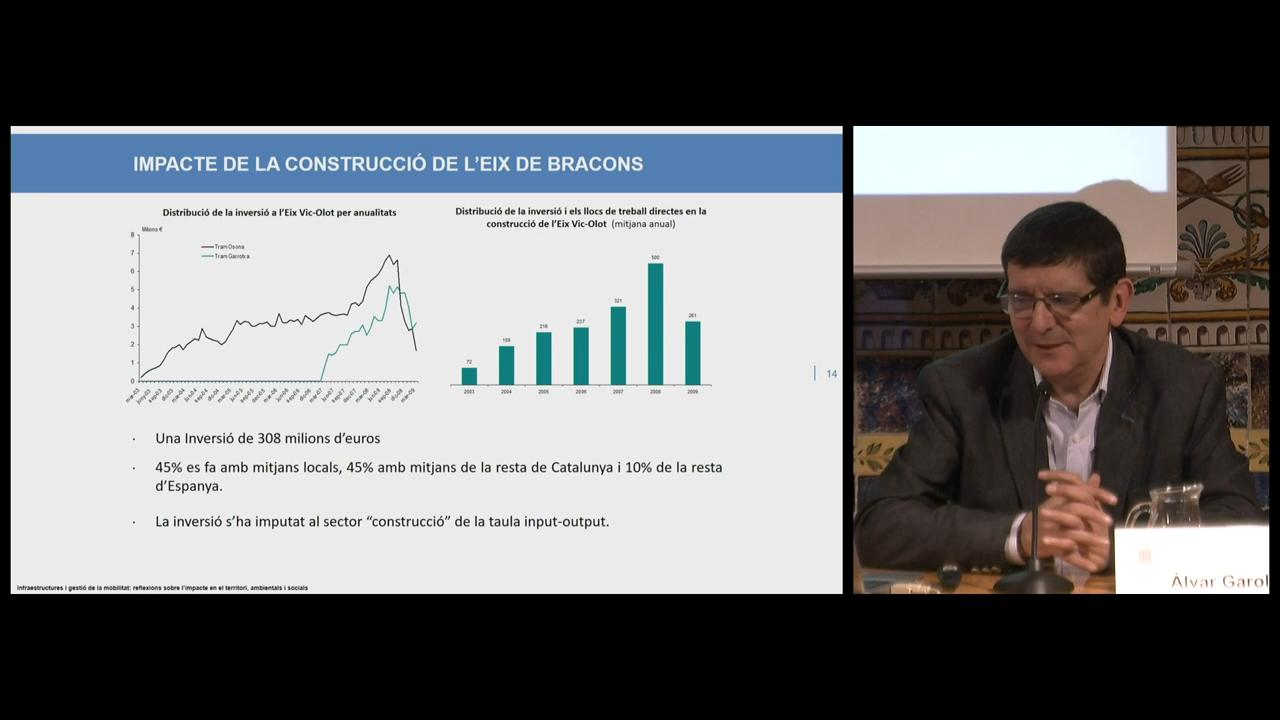 IMPACTE DE LA CONSTRUCCIÓ DE L'EIX DE BRACONS
Distribució de la inversió a l'Eix Vic-Olot per anualitats
Milions €
8
7
6
5
4
3
2
1
0
Tram Osona
Tram Garrotxa
Distribució de la inversió i els llocs de treball directes en la
construcció de l'Eix Vic-Olot (mitjana anual)
72
159
216
237
321
500
261
2003
2004
2005
2006
2007
2008
2009
14
· Una Inversió de 308 milions d'euros
· 45% es fa amb mitjans locals, 45% amb mitjans de la resta de Catalunya i 10% de la resta
d'Espanya.
· La inversió s'ha imputat al sector “construcció” de la taula input-output.
Infraestructures i gestió de la mobilitat: reflexions sobre l'impacte en el territori, ambientals i socials
Àlvar Garol